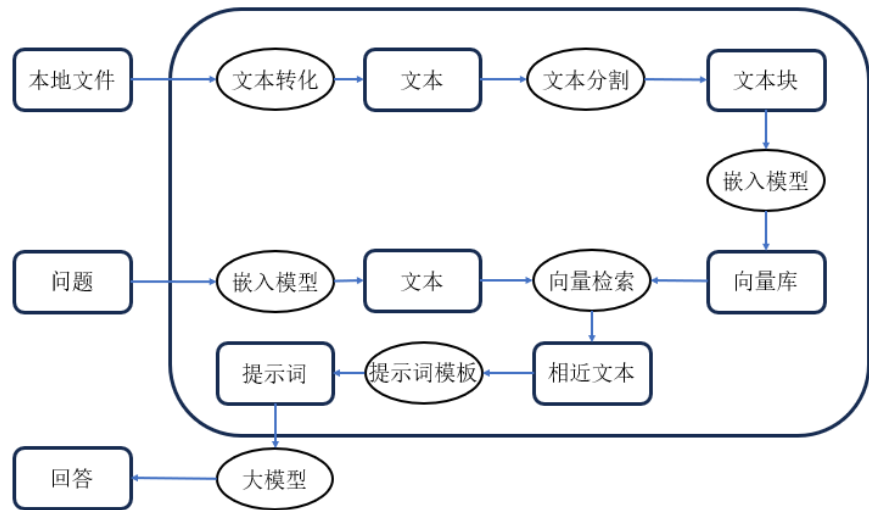 本地文件
文本转化
文本
文本分割
文本块
嵌入模型
问题
嵌入模型
文本
向量检索
向量库
提示词
提示词模板
相近文本
回答
大模型